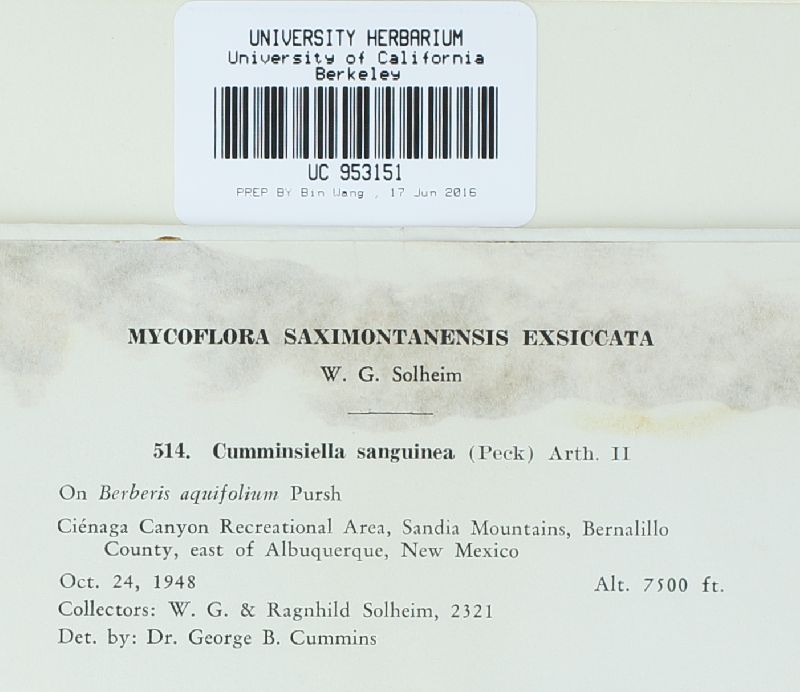 UNIVERSITY HERBARIUM
University of California
Berkeley
UC 953151
PREP BY Bin Wang , 17 Jun 2016
MYCOFLORA SAXIMONTANENSIS EXSICCATA
W. G. Solheim
514. Cumminsiella sanguinea (Peck) Arth. II
On Berberis aquifolium Pursh
Ciénaga Canyon Recreational Area, Sandia Mountains, Bernalillo
County, east of Albuquerque, New Mexico
Oct. 24, 1948 Alt. 7500 ft.
Collectors: W. G. & Ragnhild Solheim, 2321
Det. by: Dr. George B. Cummins